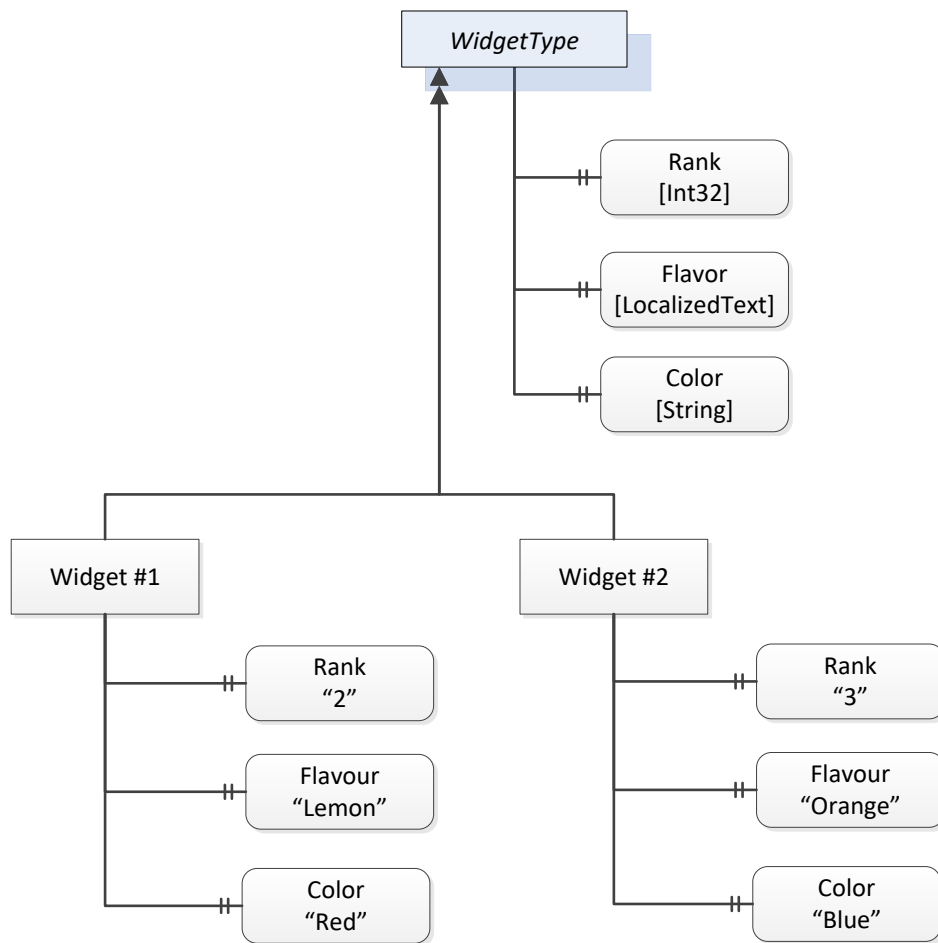 WidgetType
Rank
[Int32]
Flavor
[LocalizedText]
Color
[String]
Widget #1
Widget #2
Rank
“2”
Rank
“3”
Flavour
“Lemon”
Flavour
“Orange”
Color
“Red”
Color
“Blue”